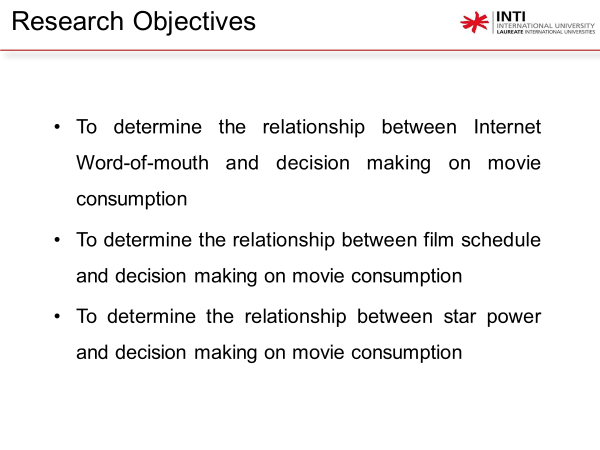 Research Objectives
INTI
INTERNATIONAL UNIVERSITY
LAUREATE INTERNATIONAL UNIVERSITIES
• To determine the relationship between Internet
Word-of-mouth and decision making on movie
consumption
• To determine the relationship between film schedule
and decision making on movie consumption
• To determine the relationship between star power
and decision making on movie consumption